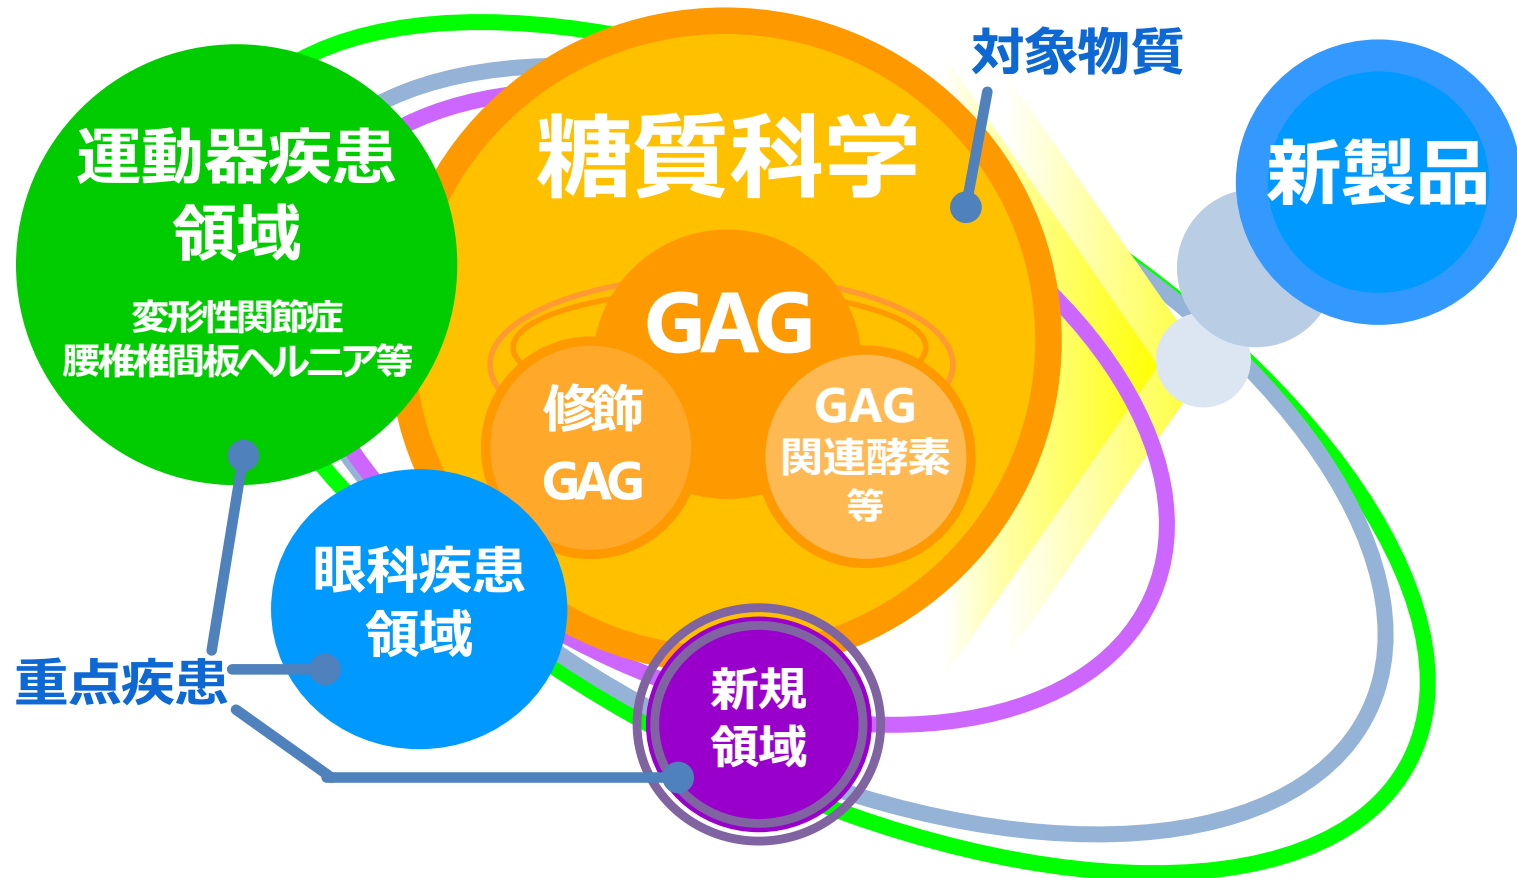 対象物質
糖質科学
新製品
運動器疾患
領域
変形性関節症
腰椎椎間板ヘルニア等
GAG
修飾
GAG
GAG
関連酵素
等
眼科疾患
領域
重点疾患
新規
領域